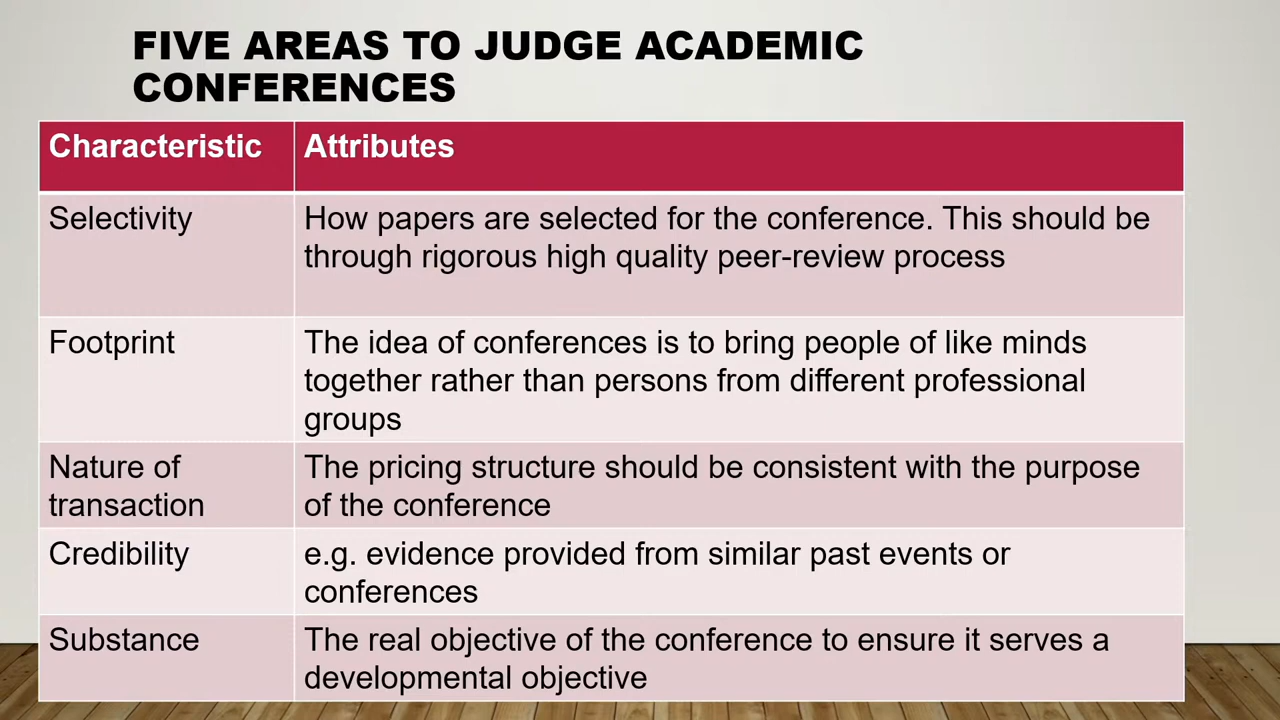 FIVE AREAS TO JUDGE ACADEMIC
CONFERENCES
Characteristic
Attributes
Selectivity
How papers are selected for the conference. This should be
through rigorous high quality peer-review process
Footprint
The idea of conferences is to bring people of like minds
together rather than persons from different professional
groups
Nature of
transaction
The pricing structure should be consistent with the purpose
of the conference
Credibility
e.g. evidence provided from similar past events or
conferences
Substance
The real objective of the conference to ensure it serves a
developmental objective